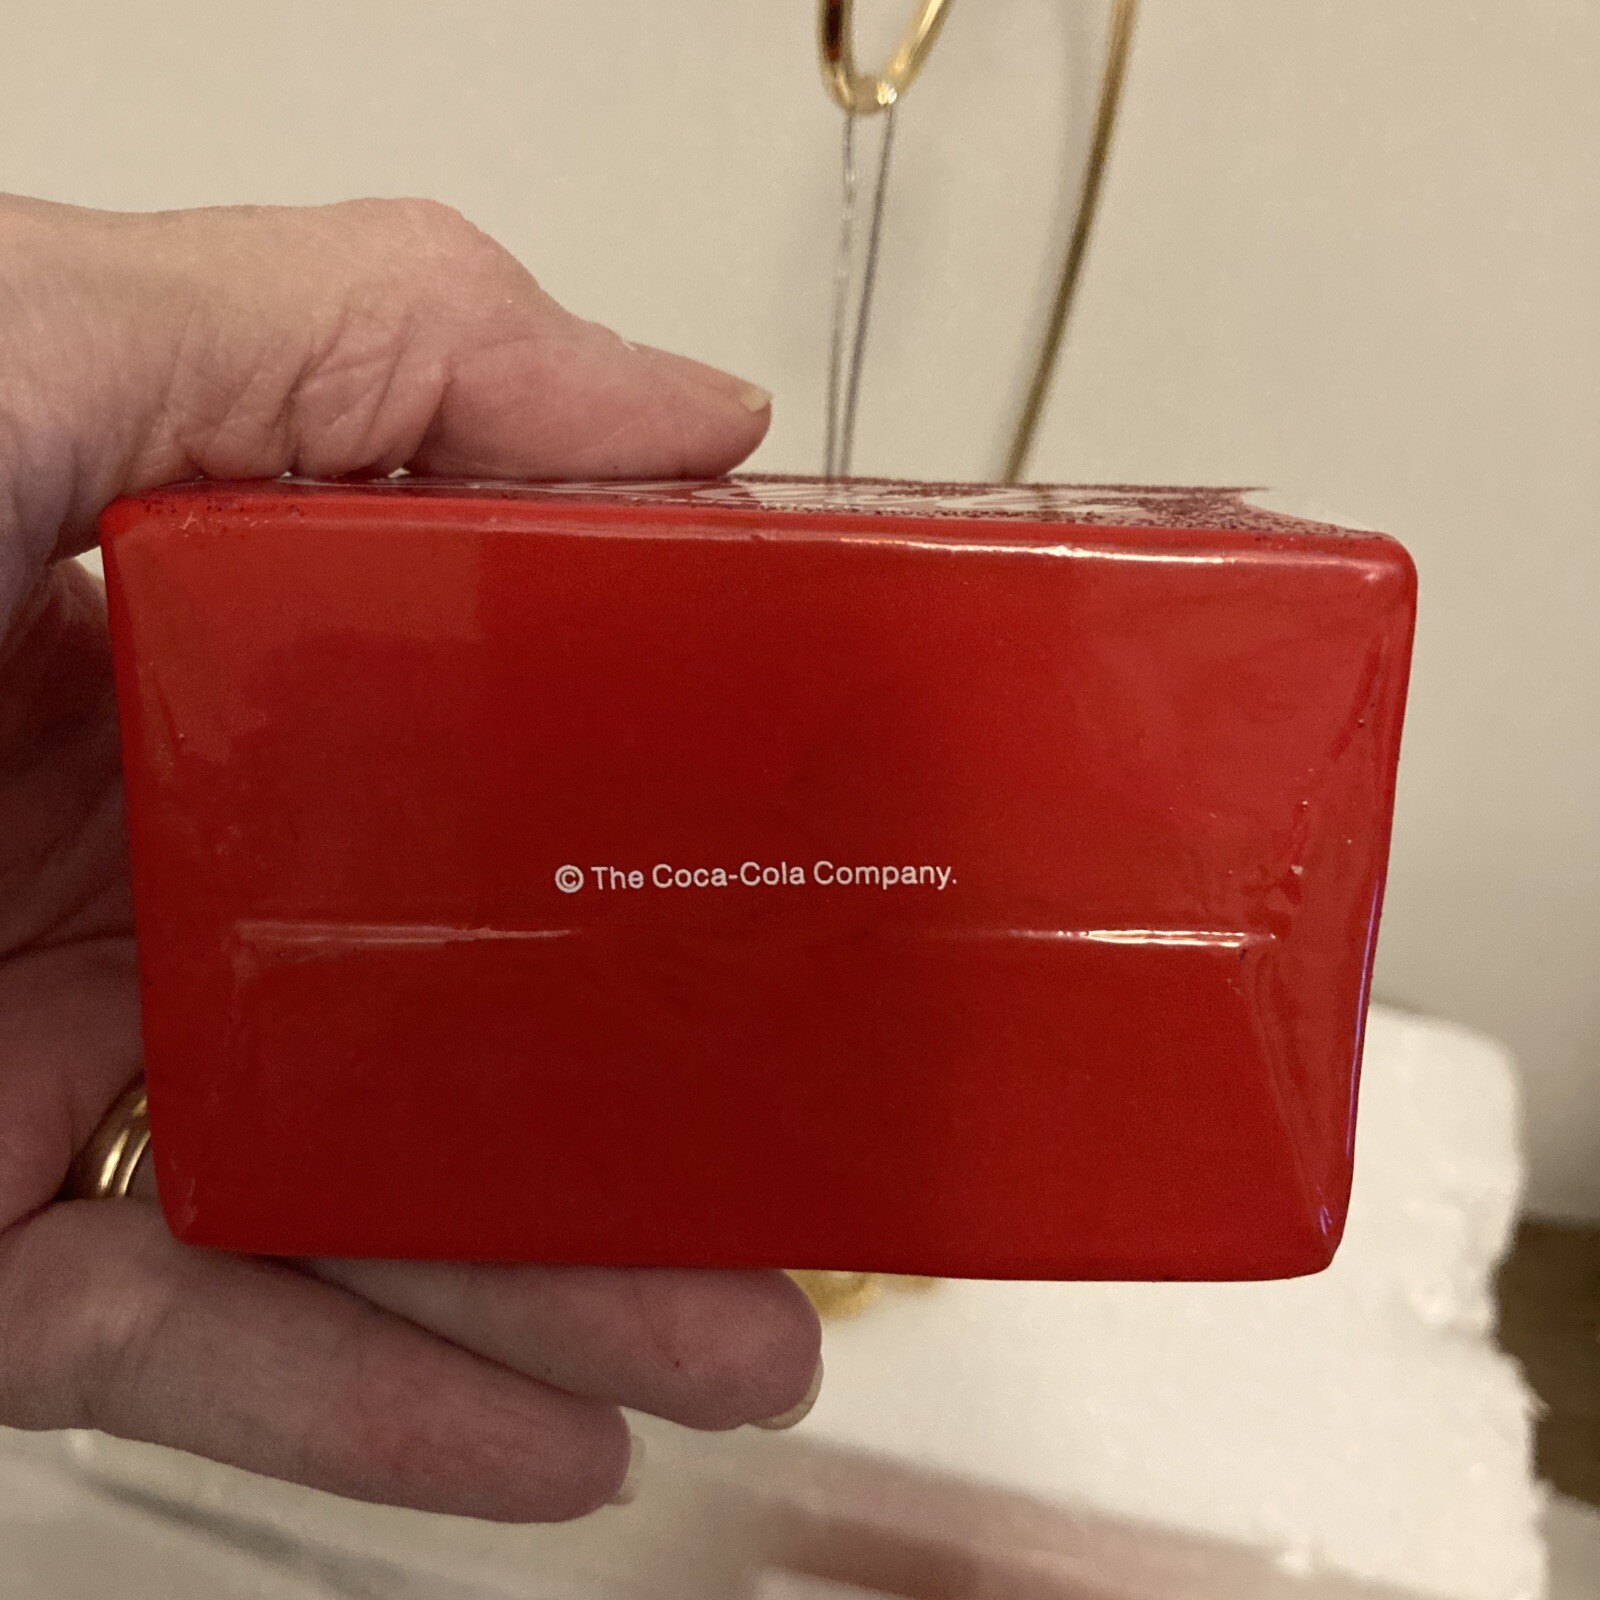 © The Coca-Cola Company.